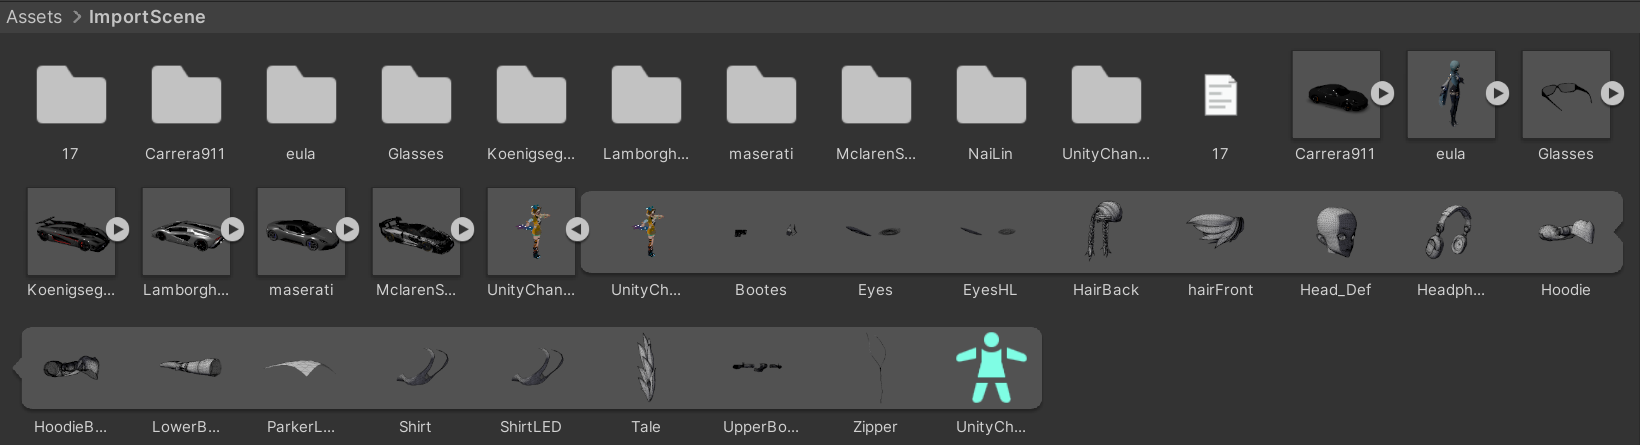 Assets > ImportScene
17 Carrera911 eula Glasses Koenigseg... Lamborgh... maserati MclarenS... NaiLin UnityChan... 17 Carrera911 eula Glasses
Koenigseg... Lamborgh... maserati MclarenS... UnityChan... UnityCh... Bootes Eyes EyesHL HairBack hairFront Head_Def Headph... Hoodie
HoodieB... LowerB... ParkerL... Shirt ShirtLED Tale UpperBo... Zipper UnityCh...